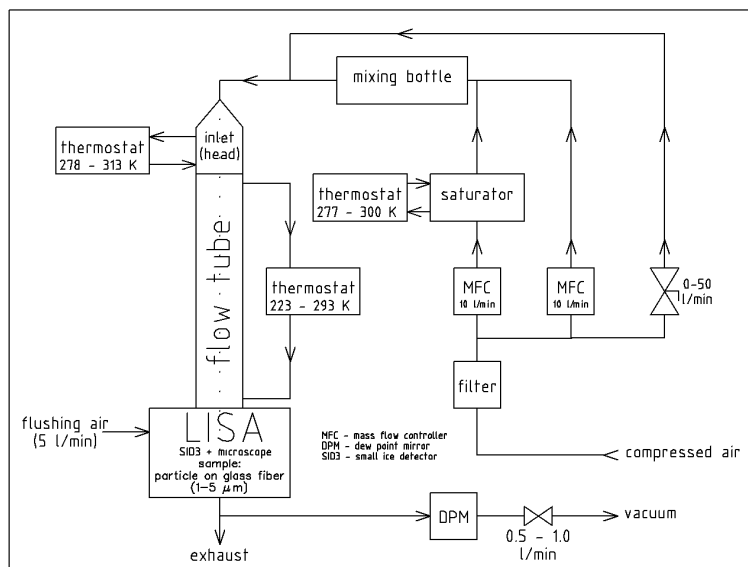 mixing bottle
inlet
(head)
thermostat
278 - 313 K
thermostat
277 - 300 K
saturator
flow tube
thermostat
223 - 293 K
MFC
10 l/min
MFC
10 l/min
0-50
l/min
filter
flushing air
(5 l/min)
LISA
SID3 + microscope
sample:
particle on glass fiber
(1-5 μm)
MFC - mass flow controller
DPM - dew point mirror
SID3 - small ice detector
compressed air
DPM
vacuum
0.5 - 1.0
l/min
exhaust